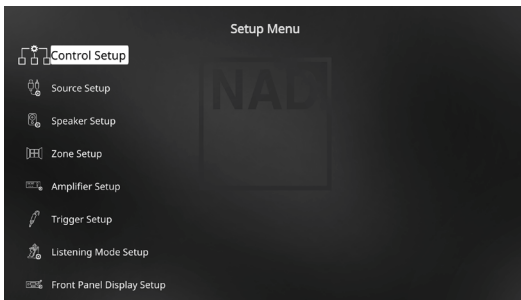 Setup Menu
Control Setup
NAD
Source Setup
Speaker Setup
Zone Setup
Amplifier Setup
Trigger Setup
Listening Mode Setup
Front Panel Display Setup